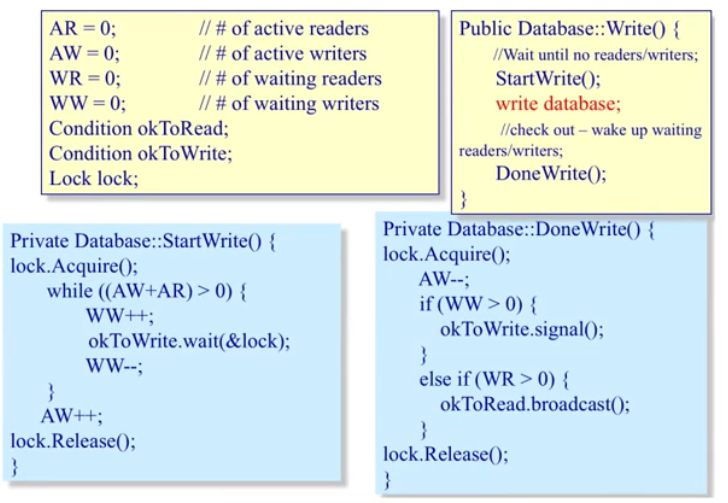 AR = 0; // # of active readers
AW = 0; // # of active writers
WR = 0; // # of waiting readers
WW = 0; // # of waiting writers
Condition okToRead;
Condition okToWrite;
Lock lock;
Public Database::Write() {
//Wait until no readers/writers;
StartWrite();
write database;
//check out – wake up waiting
readers/writers;
DoneWrite();
}
Private Database::StartWrite() {
lock.Acquire();
while ((AW+AR) > 0) {
WW++;
okToWrite.wait(&lock);
WW--;
}
AW++;
lock.Release();
}
Private Database::DoneWrite() {
lock.Acquire();
AW--;
if (WW > 0) {
okToWrite.signal();
}
else if (WR > 0) {
okToRead.broadcast();
}
lock.Release();
}